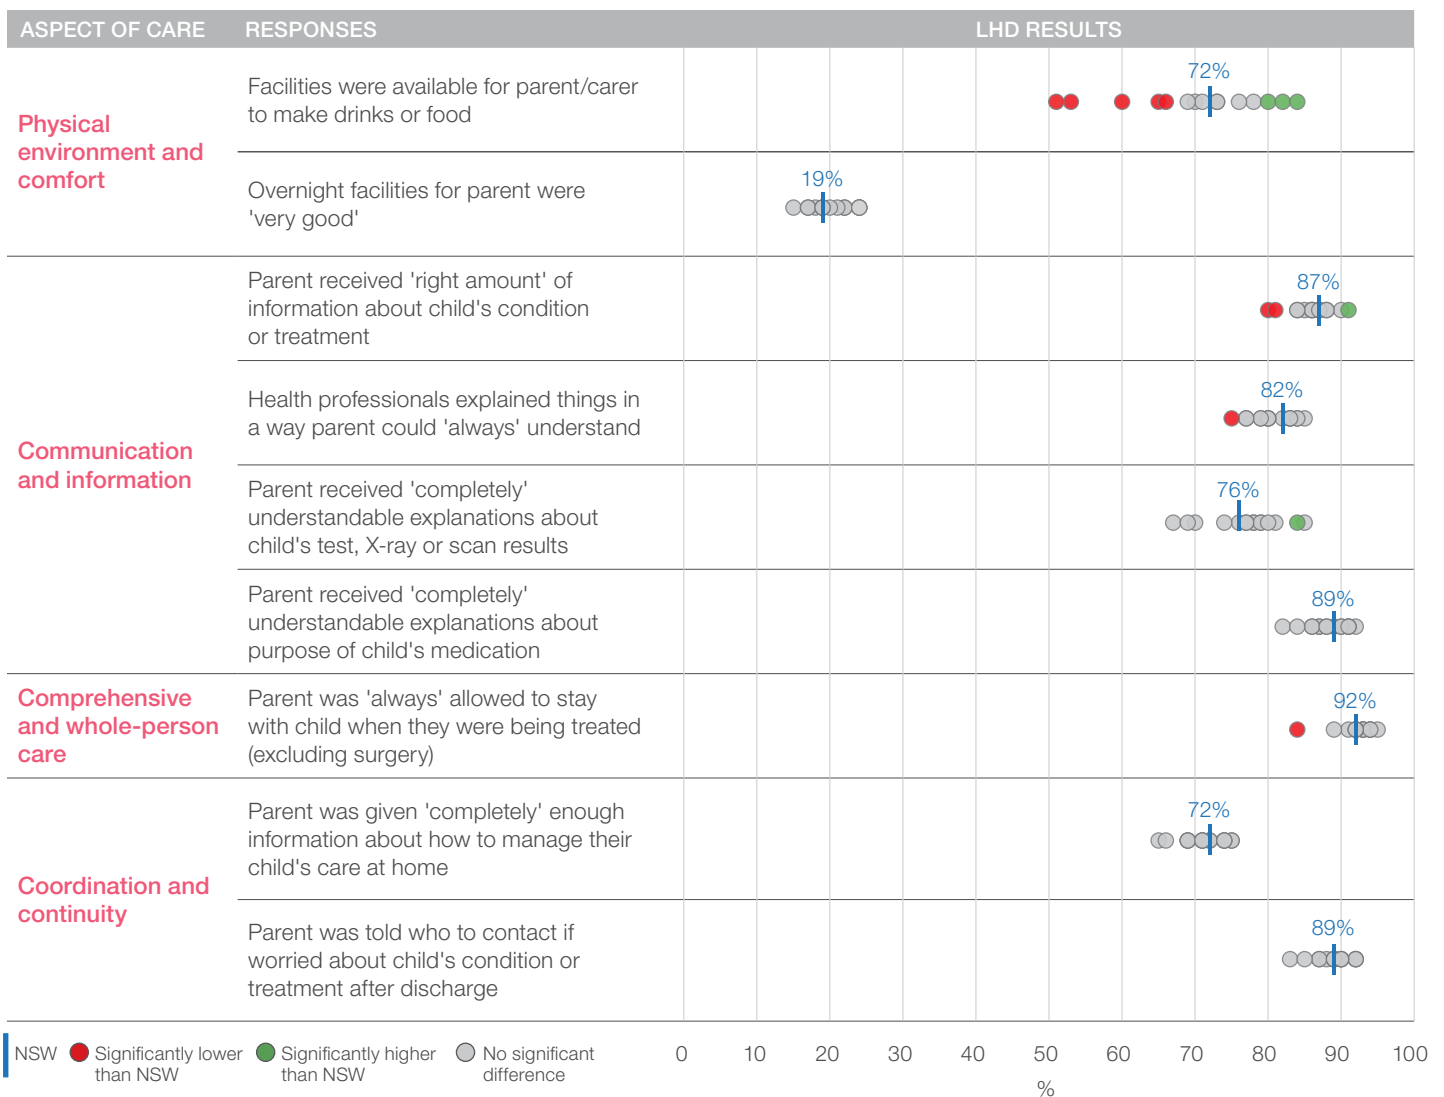 ASPECT OF CARE RESPONSES LHD RESULTS
Physical
environment and
comfort
Facilities were available for parent/carer
to make drinks or food
72%
Overnight facilities for parent were
'very good'
19%
Communication
and information
Parent received 'right amount' of
information about child's condition
or treatment
87%
Health professionals explained things in
a way parent could 'always' understand
82%
Parent received 'completely'
understandable explanations about
child's test, X-ray or scan results
76%
Parent received 'completely'
understandable explanations about
purpose of child's medication
89%
Comprehensive
and whole-person
care
Parent was 'always' allowed to stay
with child when they were being treated
(excluding surgery)
92%
Coordination and
continuity
Parent was given 'completely' enough
information about how to manage their
child's care at home
72%
Parent was told who to contact if
worried about child's condition or
treatment after discharge
89%
NSW
Significantly lower
than NSW
Significantly higher
than NSW
No significant
difference
0 10 20 30 40 50 60 70 80 90 100
%